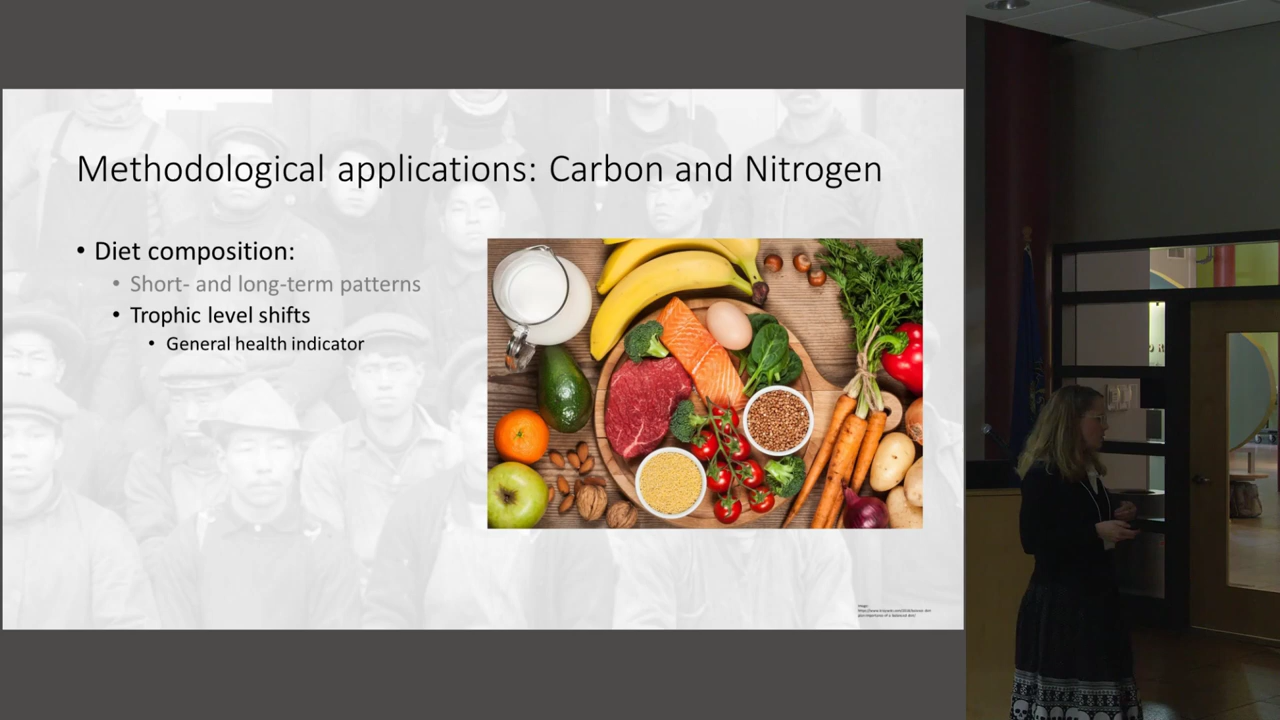 Methodological applications: Carbon and Nitrogen
• Diet composition:
• Short- and long-term patterns
• Trophic level shifts
• General health indicator